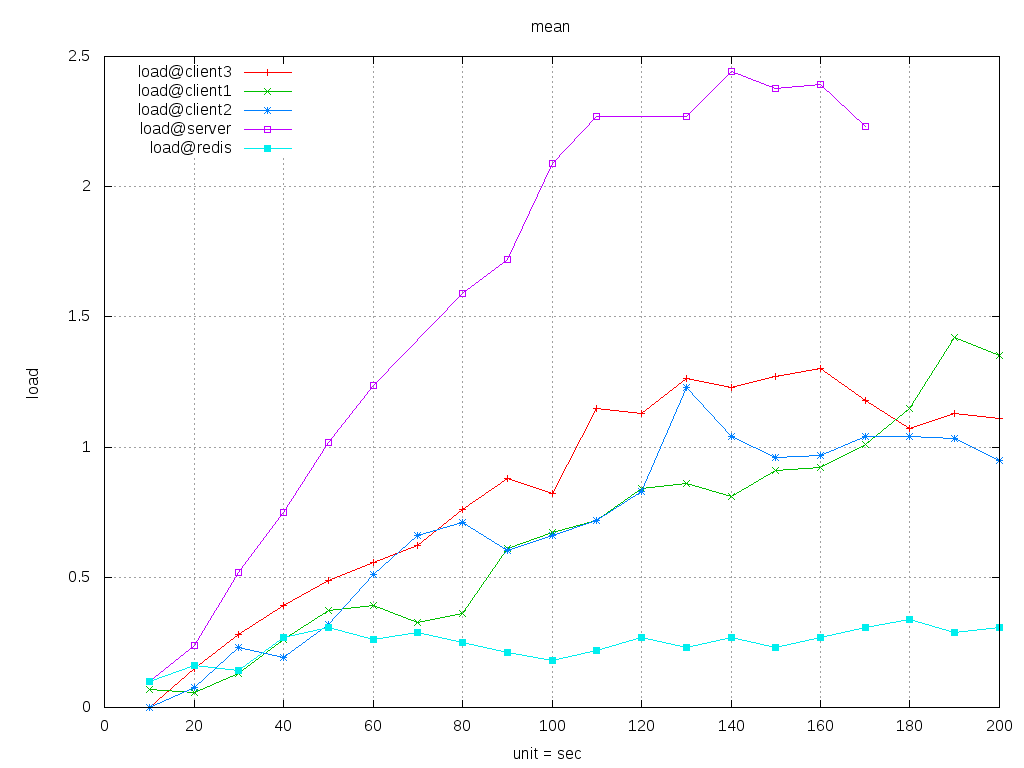 mean
2.5
2
1.5
1
0.5
0
load
load@client3
load@client1
load@client2
load@server
load@redis
0 20 40 60 80 100 120 140 160 180 200
unit = sec